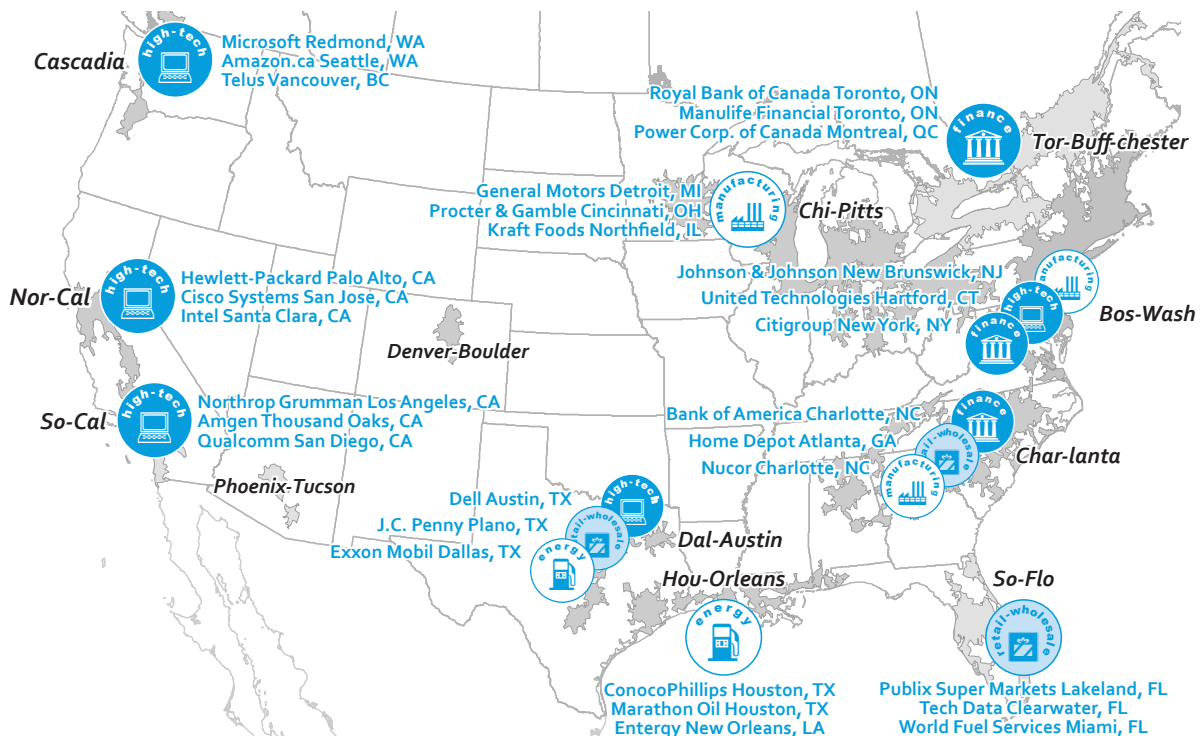 high-tech
Cascadia
Microsoft Redmond, WA
Amazon.ca Seattle, WA
Telus Vancouver, BC
Royal Bank of Canada Toronto, ON
Manulife Financial Toronto, ON
Power Corp. of Canada Montreal, QC
finance
Tor-Buff-chester
General Motors Detroit, MI
Procter & Gamble Cincinnati, OH
Kraft Foods Northfield, IL
manufacturing
Chi-Pitts
Nor-Cal
high-tech
Hewlett-Packard Palo Alto, CA
Cisco Systems San Jose, CA
Intel Santa Clara, CA
Johnson & Johnson New Brunswick, NJ
United Technologies Hartford, CT
Citigroup New York, NY
anufacturing
high-tech
finance
Bos-Wash
Denver-Boulder
So-Cal
high-tech
Northrop Grumman Los Angeles, CA
Amgen Thousand Oaks, CA
Qualcomm San Diego, CA
Bank of America Charlotte, NC
Home Depot Atlanta, GA
Nucor Charlotte, NC
finance
tail-wholesale
manufacturing
Char-lanta
Phoenix-Tucson
Dell Austin, TX
J.C. Penny Plano, TX
Exxon Mobil Dallas, TX
high-tech
tail-wholesale
energy
Dal-Austin
Hou-Orleans
energy
ConocoPhillips Houston, TX
Marathon Oil Houston, TX
Entergy New Orleans, LA
So-Flo
retail-wholesale
Publix Super Markets Lakeland, FL
Tech Data Clearwater, FL
World Fuel Services Miami, FL